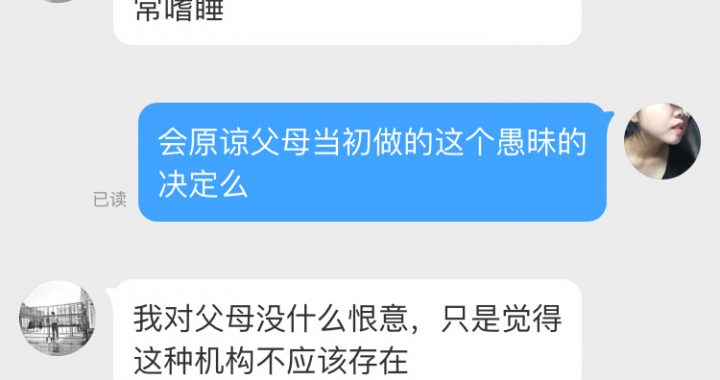 常嗜睡
会原谅父母当初做的这个愚昧的
决定么
已读
我对父母没什么恨意，只是觉得
这种机构不应该存在